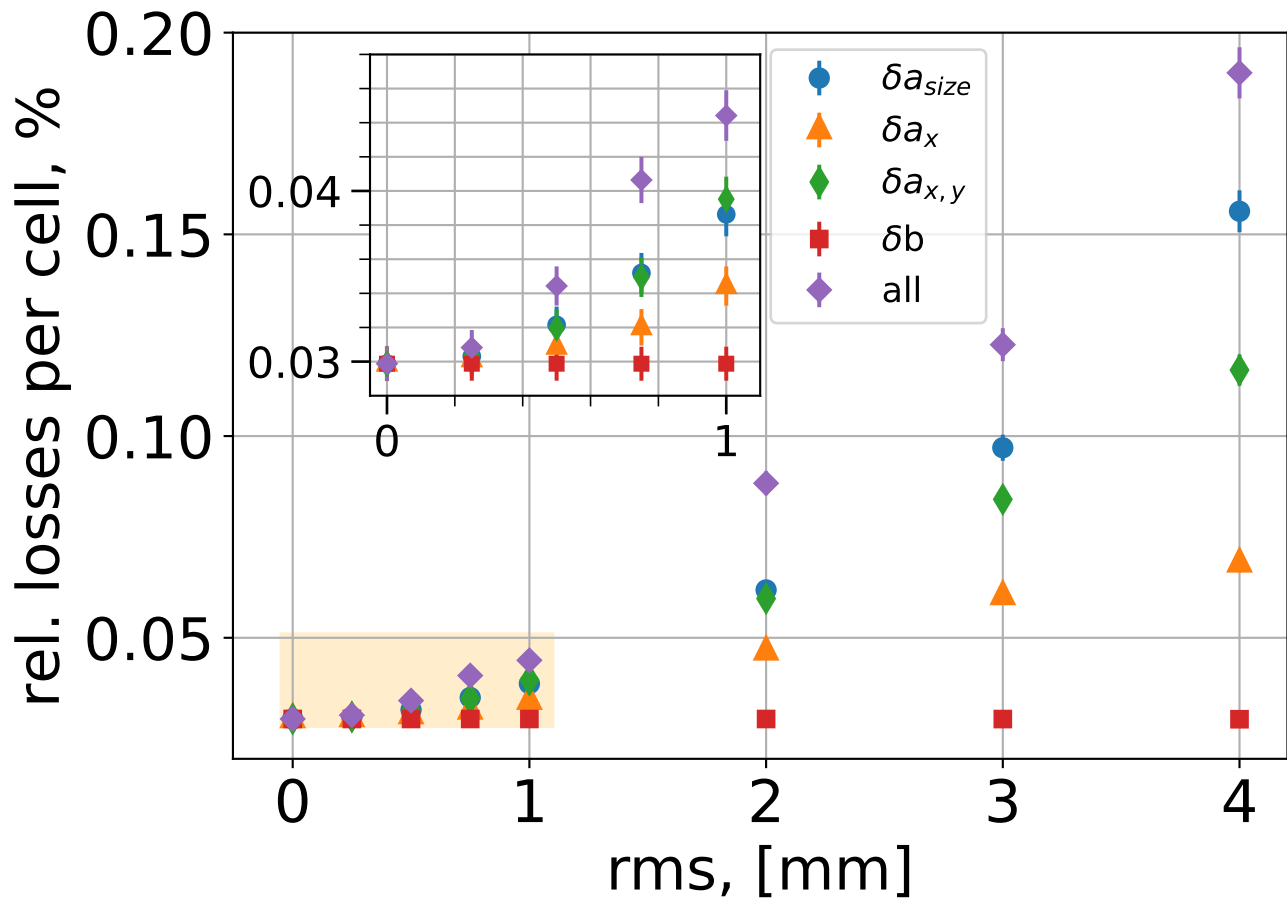 0.20
0.15
0.10
0.05
rel. losses per cell, %
0.04
0.03
0 1
δa_size
δa_x
δa_x, y
δb
all
0 1 2 3 4
rms, [mm]